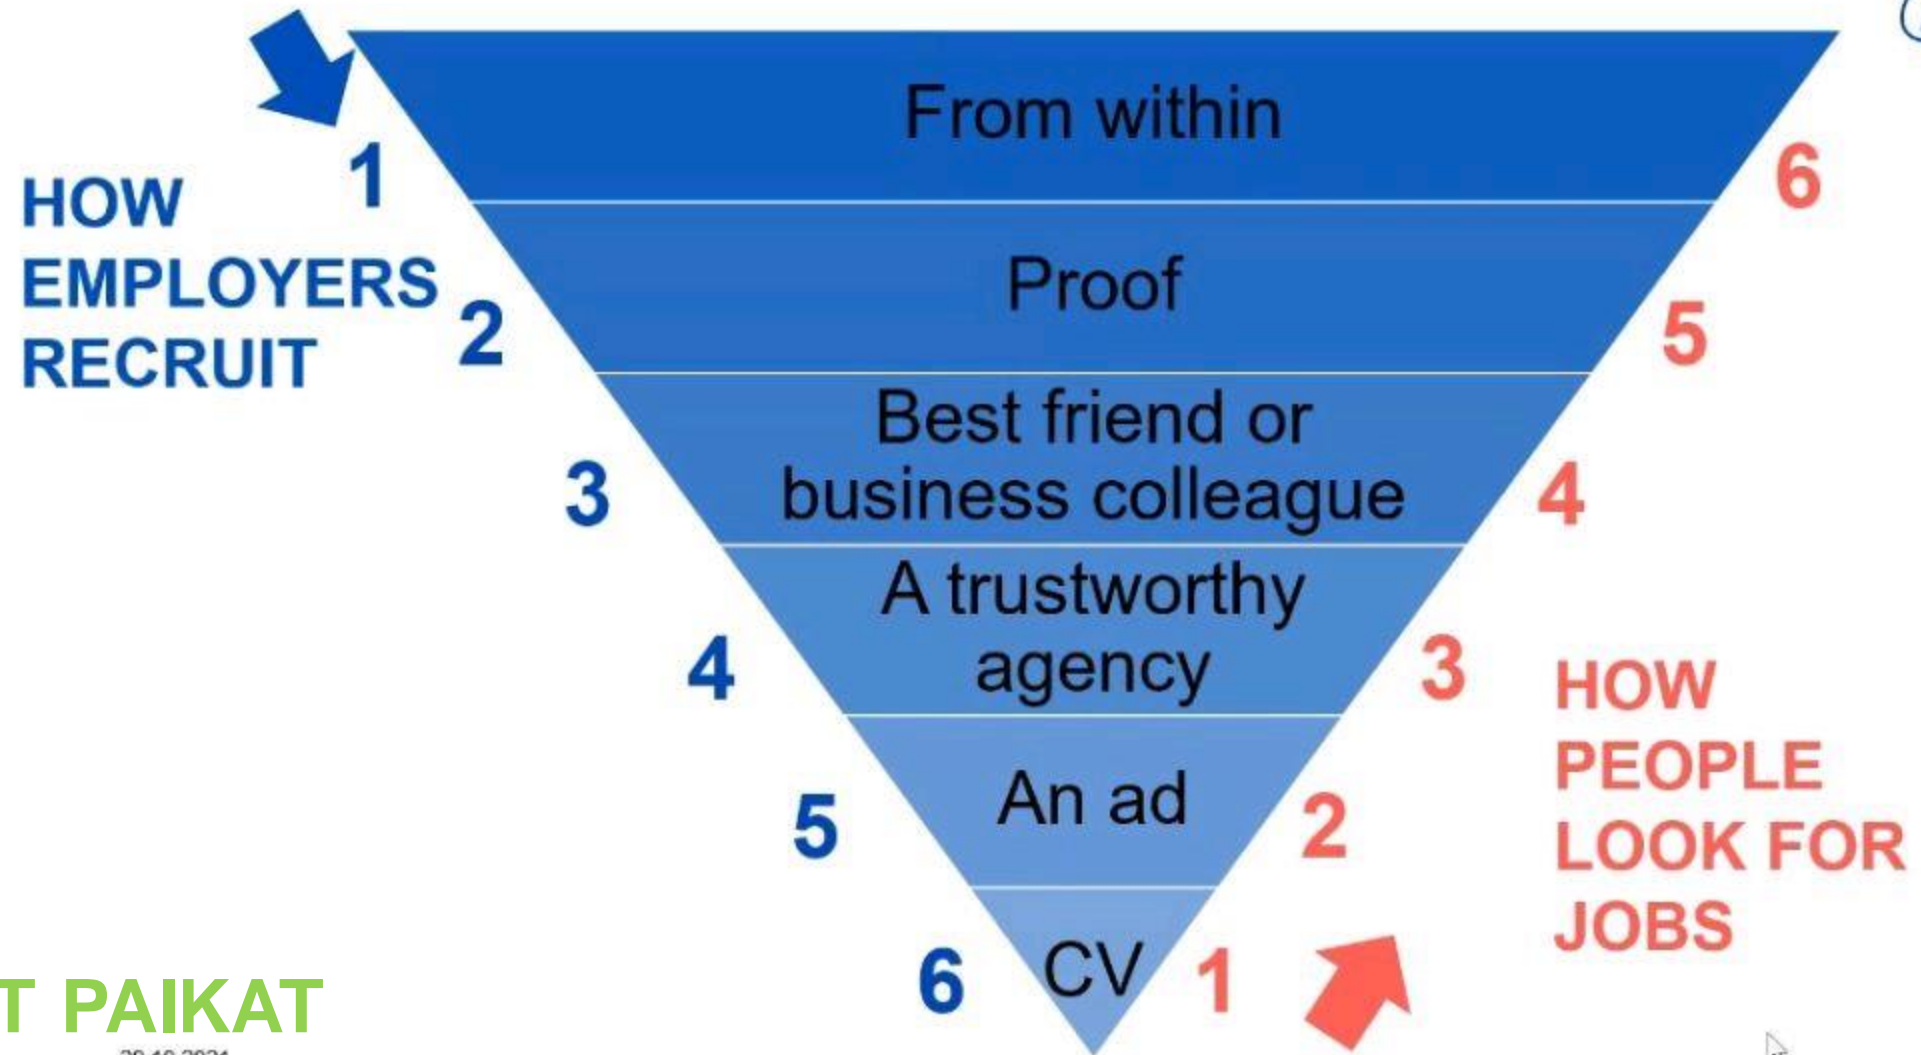 From within
1
6
HOW
EMPLOYERS
RECRUIT
2
Proof
5
Best friend or
business colleague
3
4
A trustworthy
agency
4
3
HOW
PEOPLE
LOOK FOR
JOBS
An ad
5
2
CV
6
1
T PAIKAT